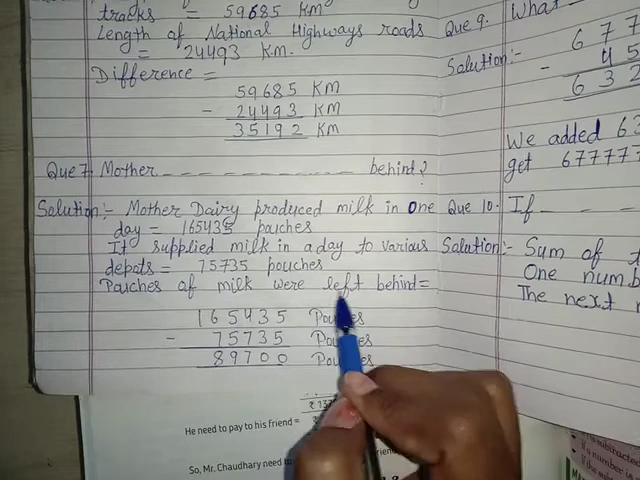 tracks = 59685 KM
Length of National Highways roads
= 24493 KM.
Difference =
59685 KM
- 24493 KM
35192 KM
Que 7. Mother _ _ _ _ _ _ _ _ _ _ _ behind?
Solution:- Mother Dairy produced milk in One
day = 165435 pouches
It supplied milk in a day to various
depots = 75735 pouches
Pouches of milk were left behind =
165435 Pouches
- 75735 Pouches
89700 Pouches
Que 9. What
Solution:-
677
- 45
632
We added 63
get 677777
Que 10. If _ _ _
Solution:- Sum of t
One numb
The next
He need to pay to his friend =
So, Mr. Chaudhary need to